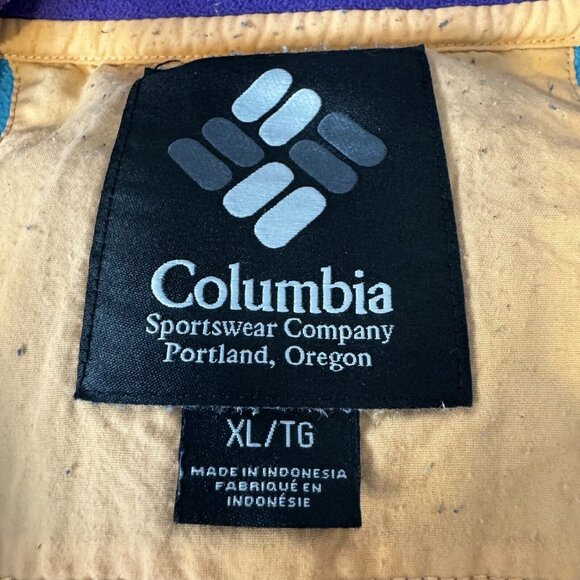 Columbia
Sportswear Company
Portland, Oregon
XL/TG
MADE IN INDONESIA
FABRIQUÉ EN
INDONÉSIE